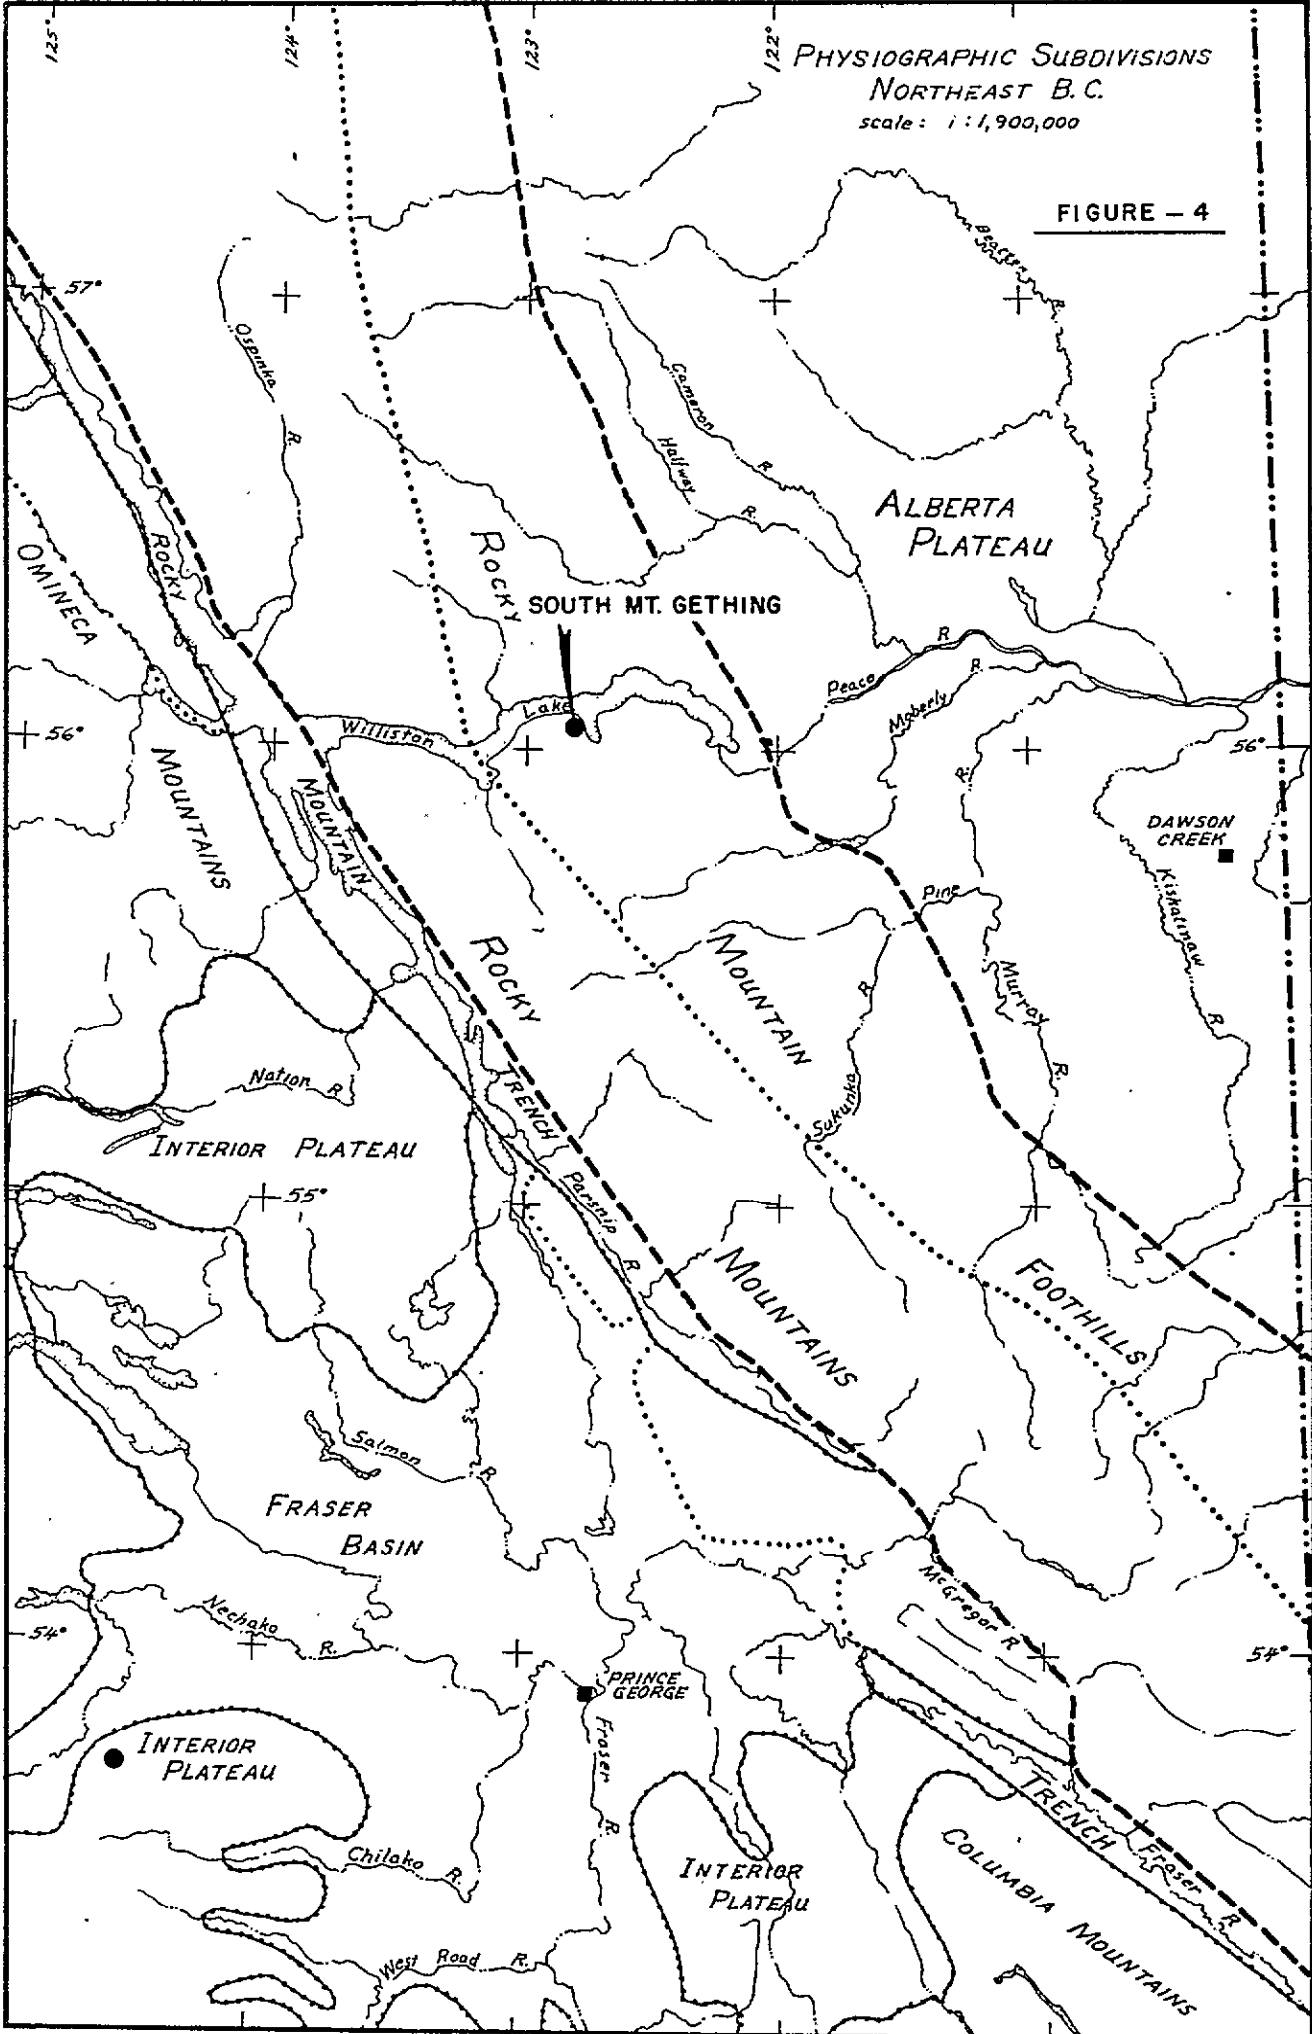 125°
124°
123°
122°
PHYSIOGRAPHIC SUBDIVISIONS
NORTHEAST B.C.
scale: 1:1,900,000
FIGURE - 4
Beatton
R.
57°
Ospinka
R.
Cameron
R.
Halfway
R.
ALBERTA
PLATEAU
ROCKY
OMINECA
ROCKY
SOUTH MT. GETHING
R
Peace
R.
Moberly
Lake
Williston
56°
56°
MOUNTAINS
MOUNTAIN
R.
DAWSON
CREEK
Kiskatinaw
R
Pine
ROCKY
MOUNTAIN
R.
Murray
R.
Nation R.
TRENCH
Sukunka
INTERIOR PLATEAU
Parsnip
R.
55°
MOUNTAINS
FOOTHILLS
Salmon
R.
FRASER
BASIN
McGregor R
Nechako
R.
54°
54°
PRINCE
GEORGE
Fraser
R.
INTERIOR
PLATEAU
TRENCH
Fraser
R
Chilako R.
INTERIOR
PLATEAU
COLUMBIA MOUNTAINS
West Road R.